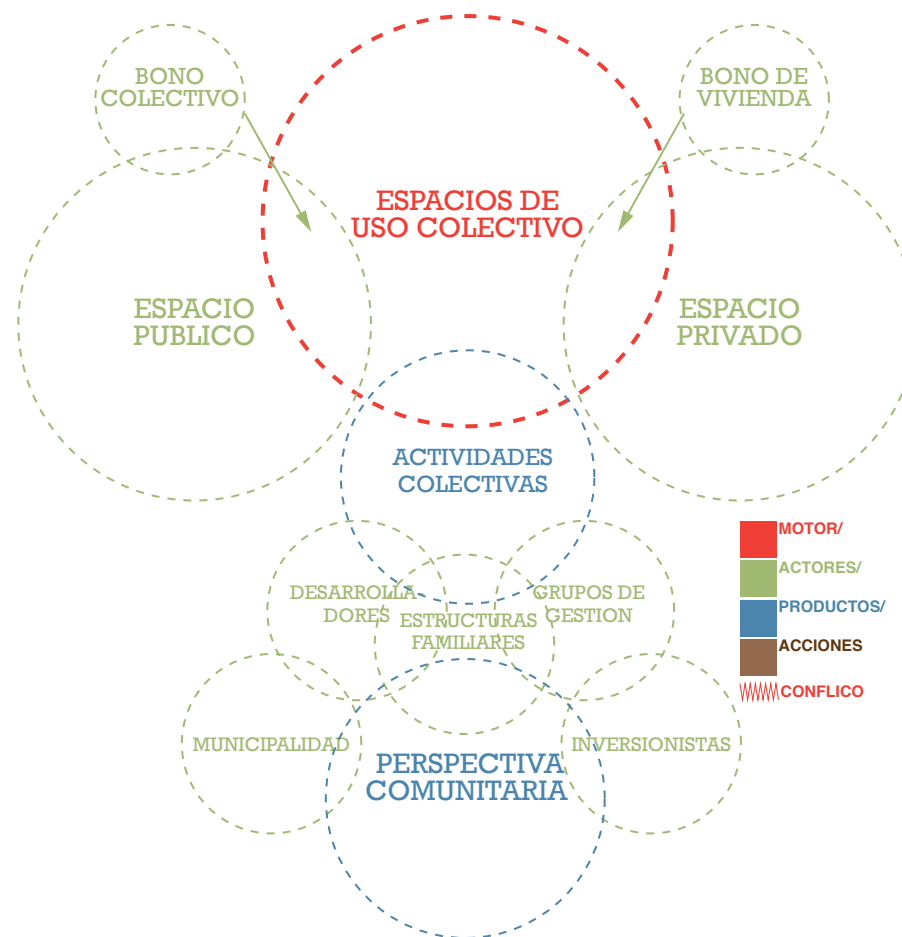 BONO
COLECTIVO
BONO DE
VIVIENDA
ESPACIOS DE
USO COLECTIVO
ESPACIO
PUBLICO
ESPACIO
PRIVADO
ACTIVIDADES
COLECTIVAS
DESARROLLA
DORES
ESTRUCTURAS
FAMILIARES
GRUPOS DE
GESTION
MUNICIPALIDAD
INVERSIONISTAS
PERSPECTIVA
COMUNITARIA
MOTOR/
ACTORES/
PRODUCTOS/
ACCIONES
CONFLICO